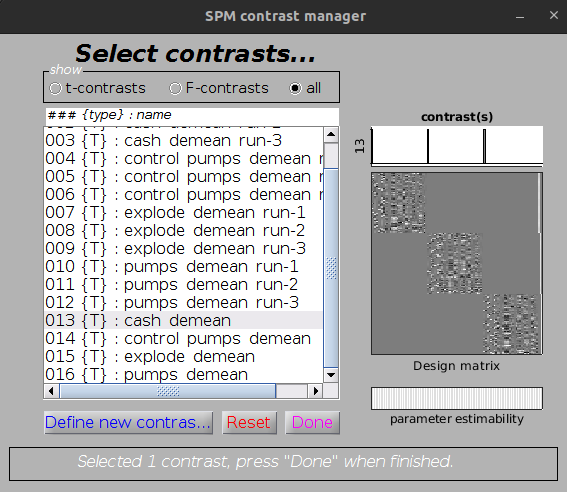 SPM contrast manager
Select contrasts...
show
t-contrasts F-contrasts all
### {type} : name
003 {T} : cash demean run-3
004 {T} : control pumps demean r
005 {T} : control pumps demean r
006 {T} : control pumps demean r
007 {T} : explode demean run-1
008 {T} : explode demean run-2
009 {T} : explode demean run-3
010 {T} : pumps demean run-1
011 {T} : pumps demean run-2
012 {T} : pumps demean run-3
013 {T} : cash demean
014 {T} : control pumps demean
015 {T} : explode demean
016 {T} : pumps demean
contrast(s)
13
Design matrix
parameter estimability
Define new contras... Reset Done
Selected 1 contrast, press "Done" when finished.